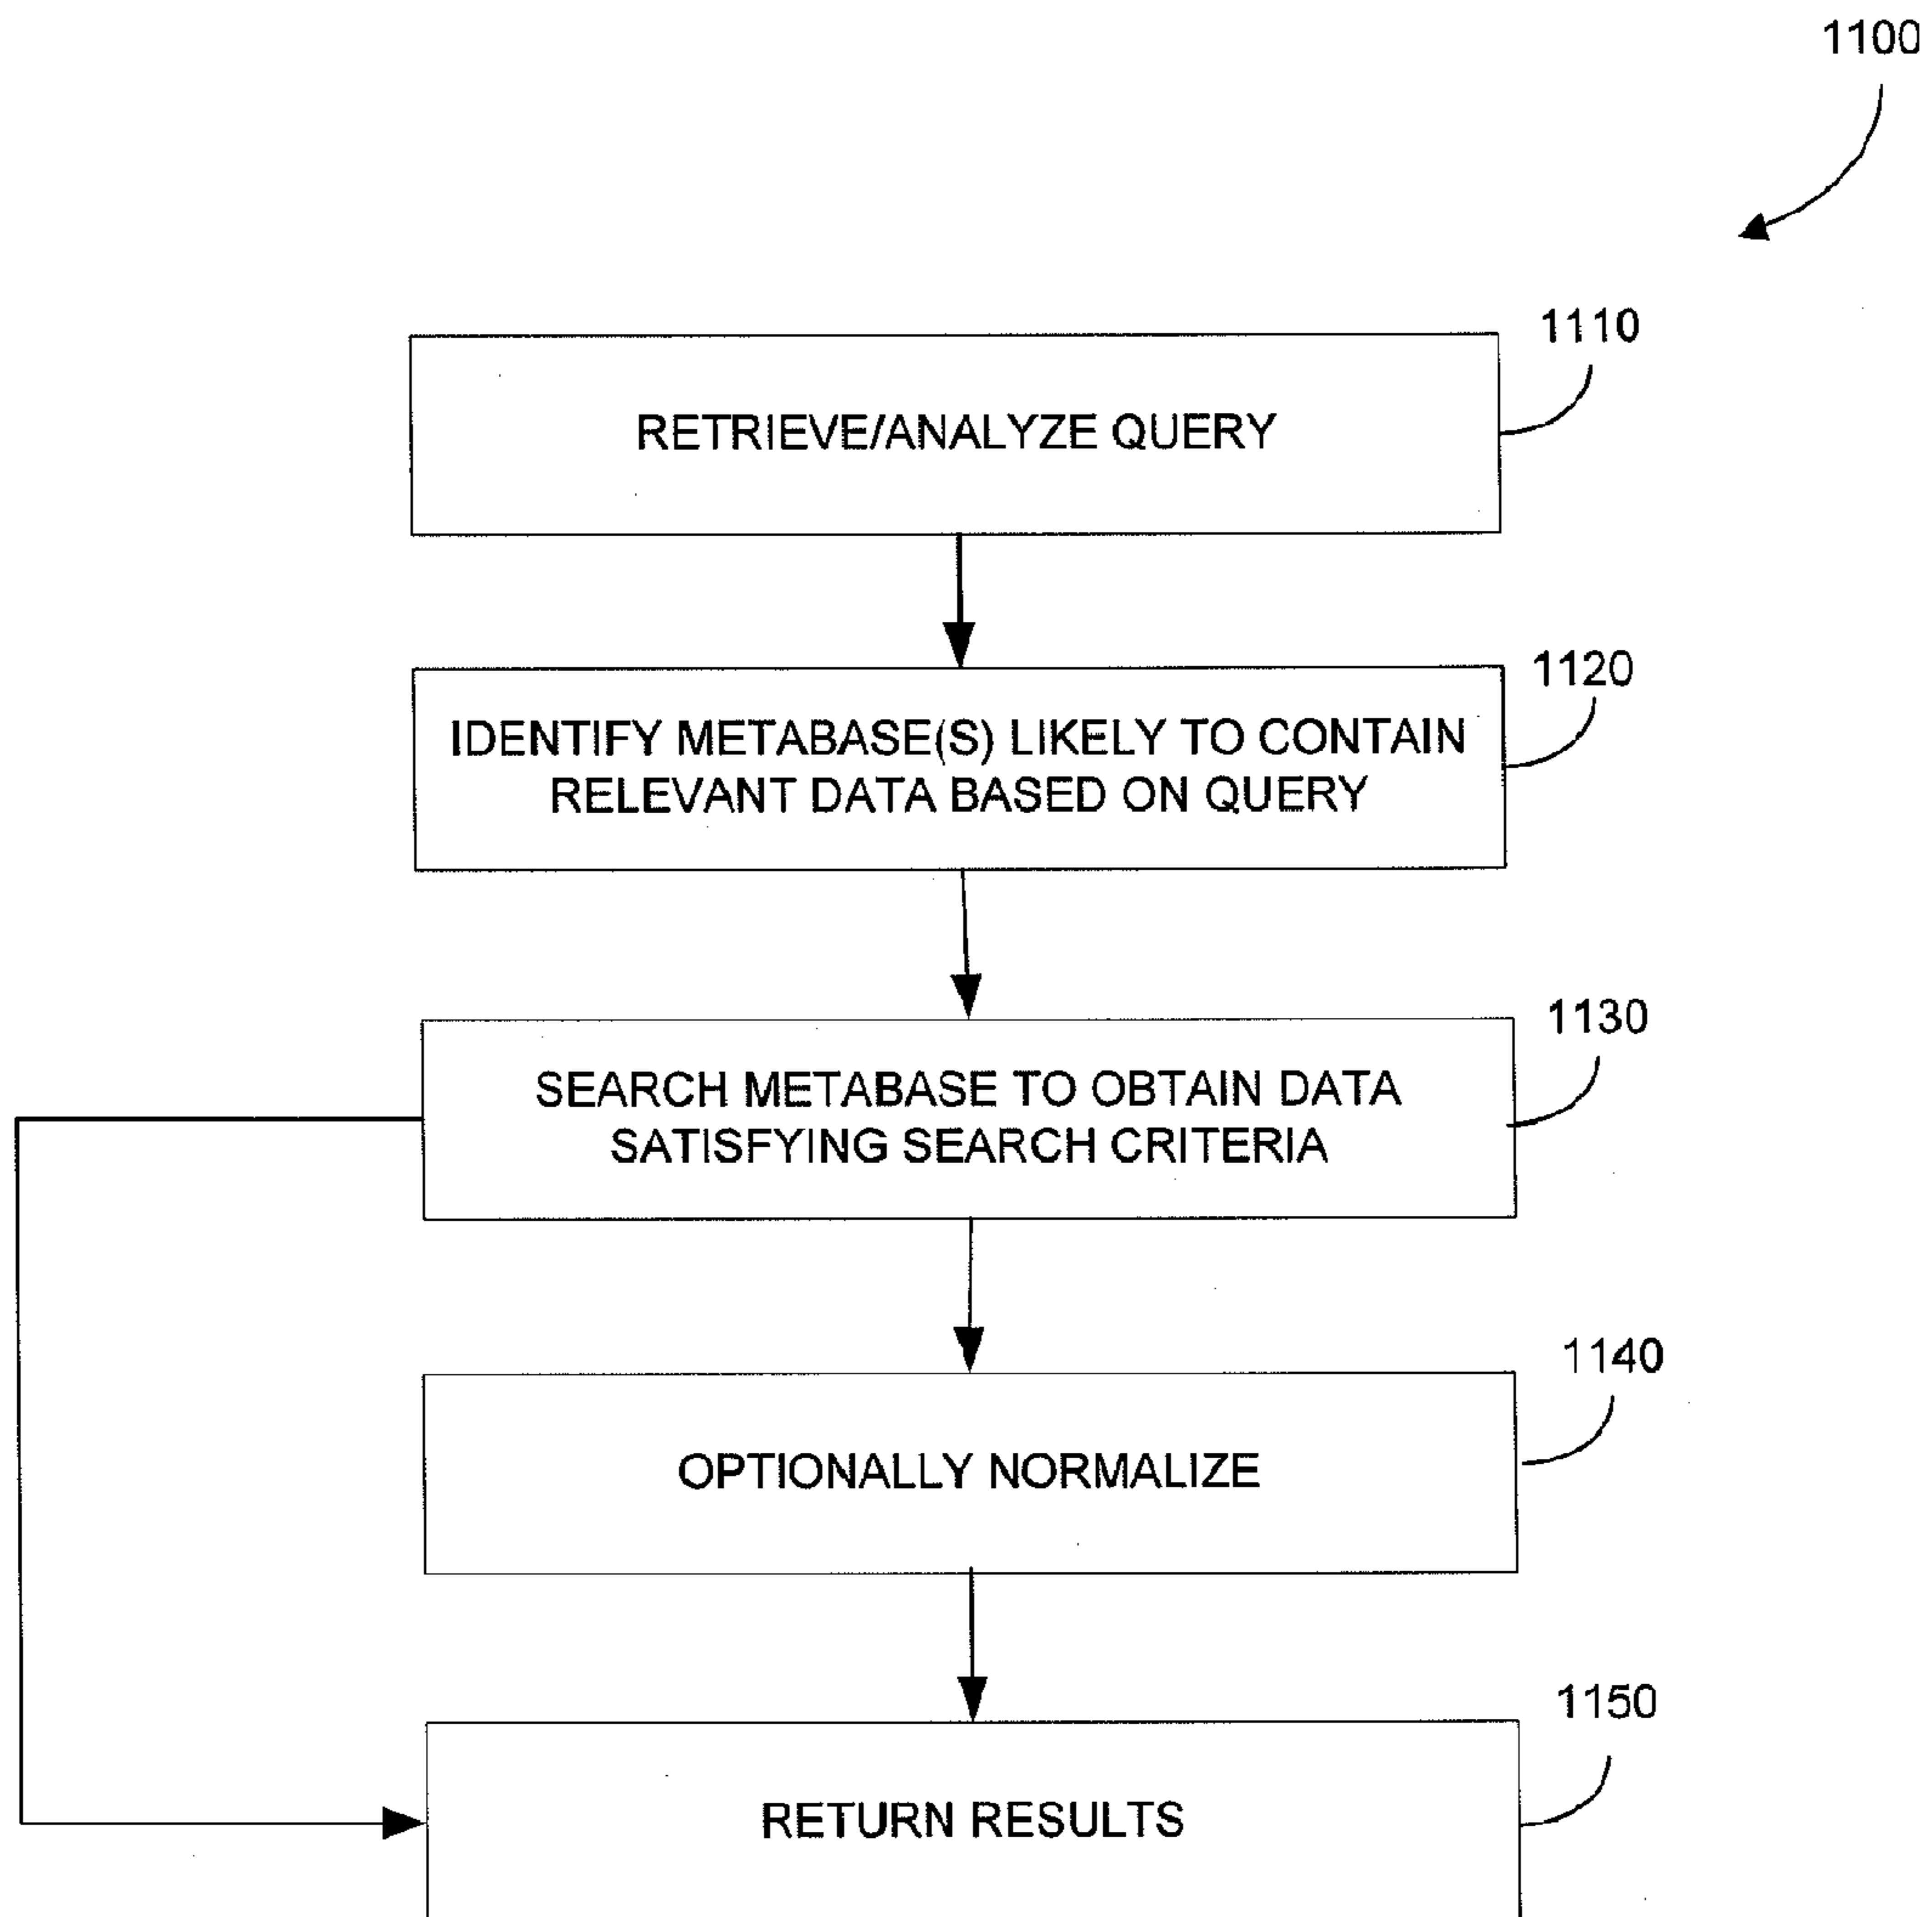 1100
1110
RETRIEVE/ANALYZE QUERY
1120
IDENTIFY METABASE(S) LIKELY TO CONTAIN
RELEVANT DATA BASED ON QUERY
1130
SEARCH METABASE TO OBTAIN DATA
SATISFYING SEARCH CRITERIA
1140
OPTIONALLY NORMALIZE
1150
RETURN RESULTS